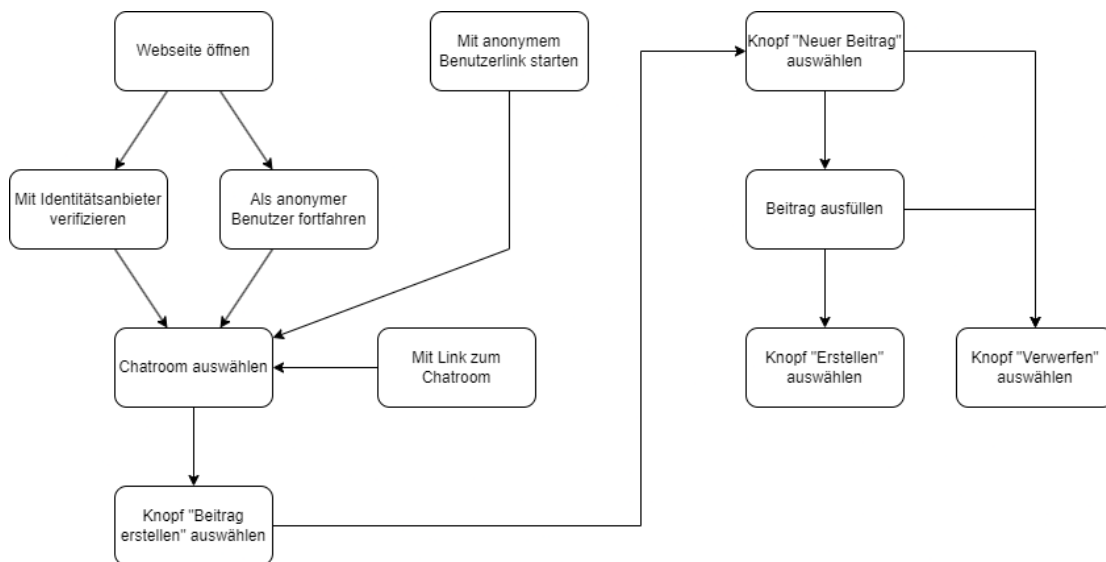 Webseite öffnen
Mit anonymem
Benutzerlink starten
Knopf "Neuer Beitrag"
auswählen
Mit Identitätsanbieter
verifizieren
Als anonymer
Benutzer fortfahren
Beitrag ausfüllen
Chatroom auswählen
Mit Link zum
Chatroom
Knopf "Erstellen"
auswählen
Knopf "Verwerfen"
auswählen
Knopf "Beitrag
erstellen" auswählen